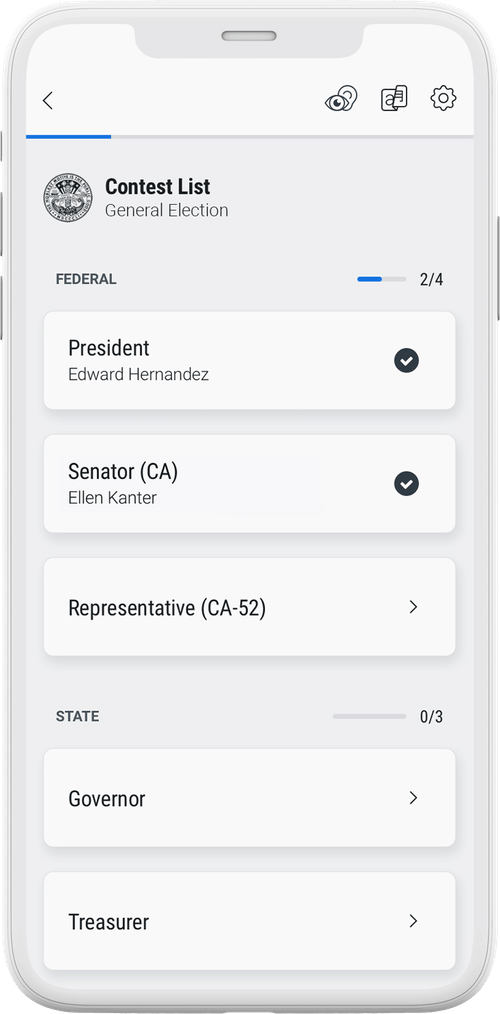 Contest List
General Election
FEDERAL
2/4
President
Edward Hernandez
Senator (CA)
Ellen Kanter
Representative (CA-52)
STATE
0/3
Governor
Treasurer